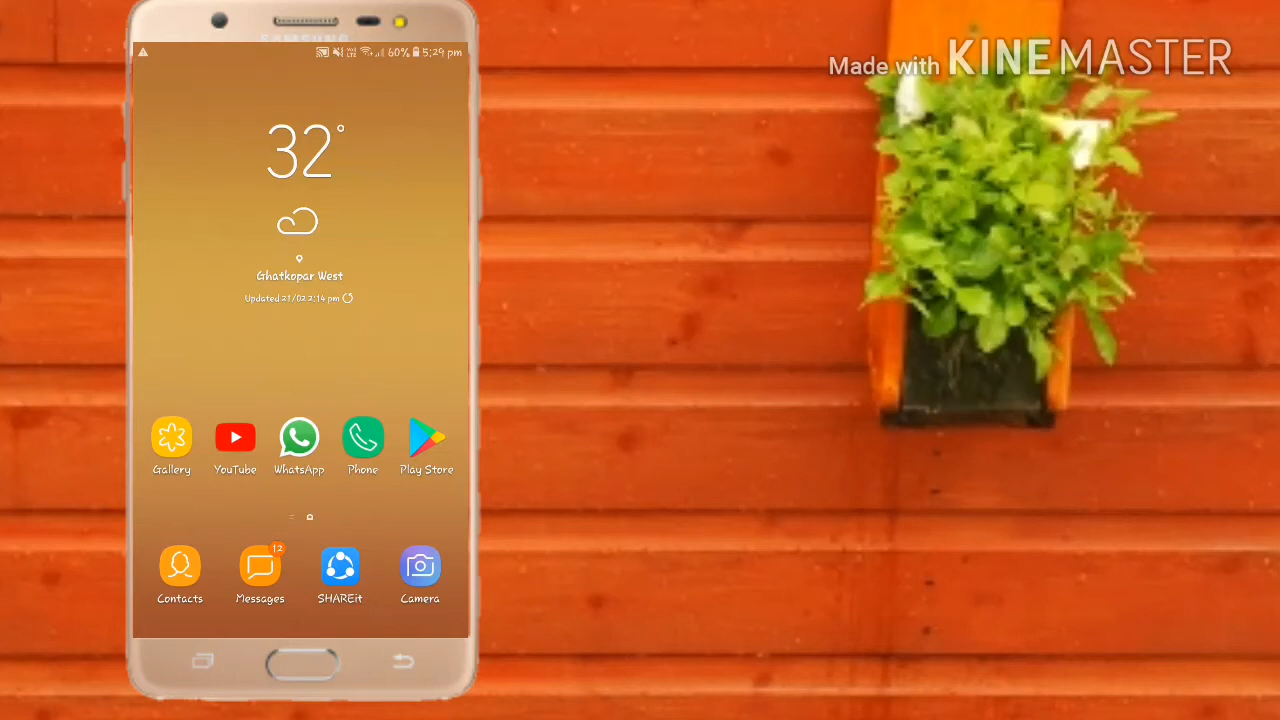 Made with KINEMASTER
SAMSUNG
60% 5:29 pm
32°
Ghatkopar West
Updated 21/02 2:14 pm
Gallery YouTube WhatsApp Phone Play Store
12
Contacts Messages SHAREit Camera